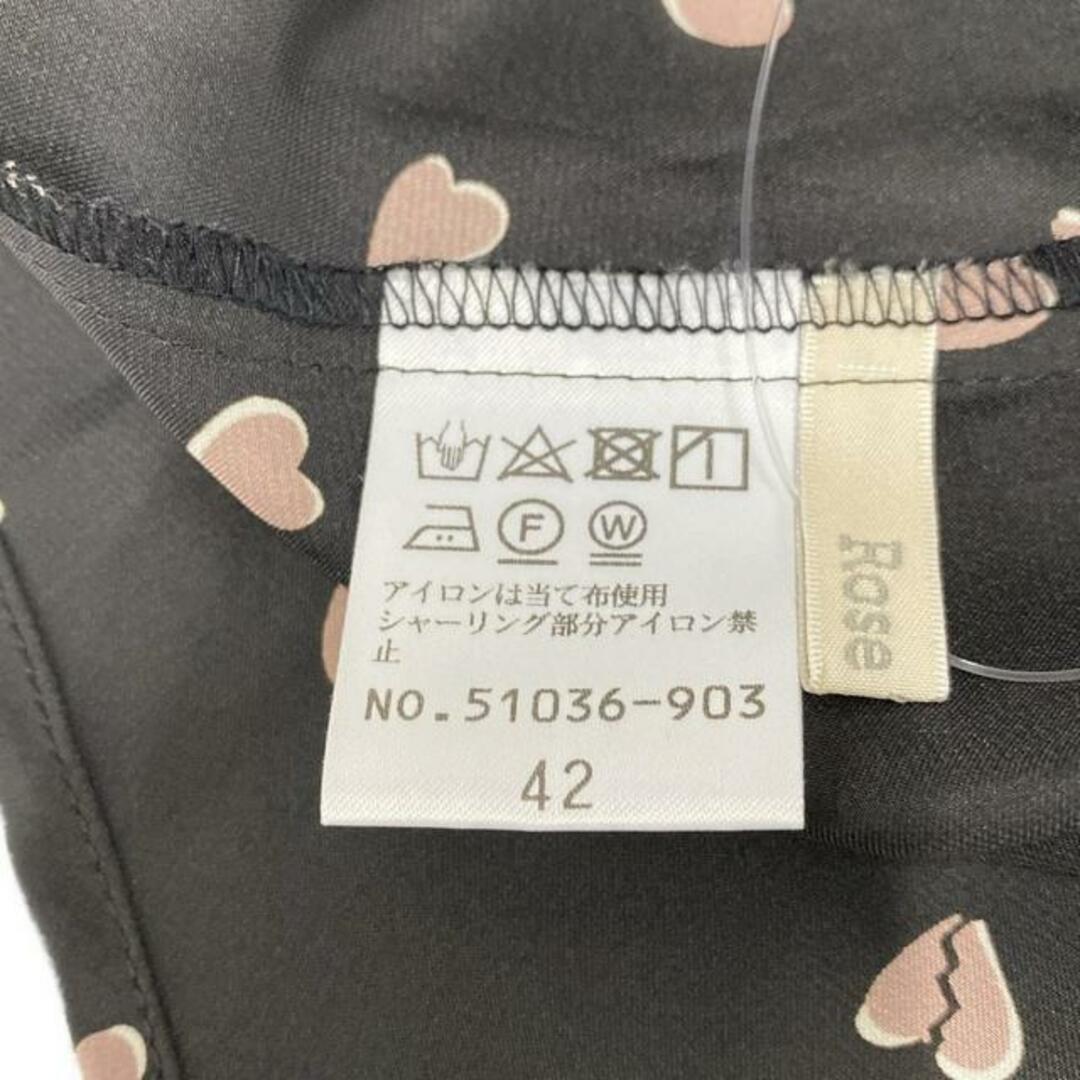 F W
アイロンは当て布使用
シャーリング部分アイロン禁
止
NO.51036-903
42
Rose